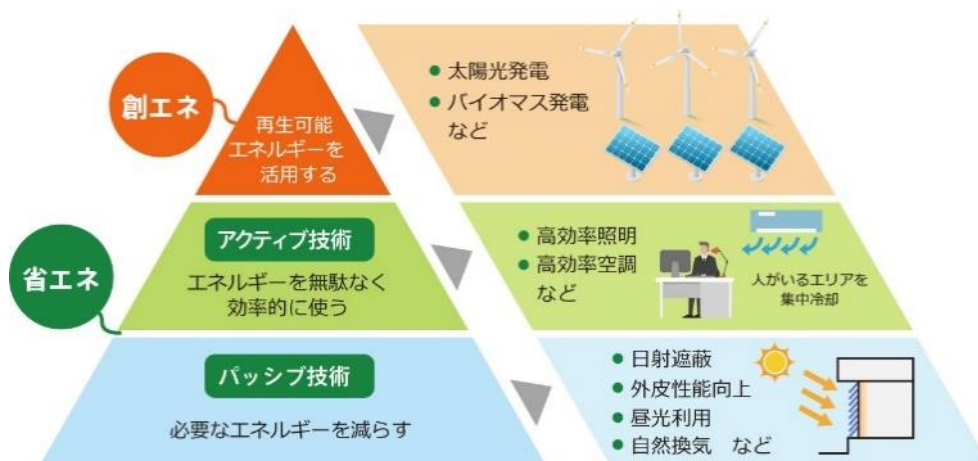 創エネ
再生可能
エネルギーを
活用する
● 太陽光発電
● バイオマス発電
など
省エネ
アクティブ技術
エネルギーを無駄なく
効率的に使う
● 高効率照明
● 高効率空調
など
人がいるエリアを
集中冷却
パッシブ技術
必要なエネルギーを減らす
● 日射遮蔽
● 外皮性能向上
● 昼光利用
● 自然換気 など